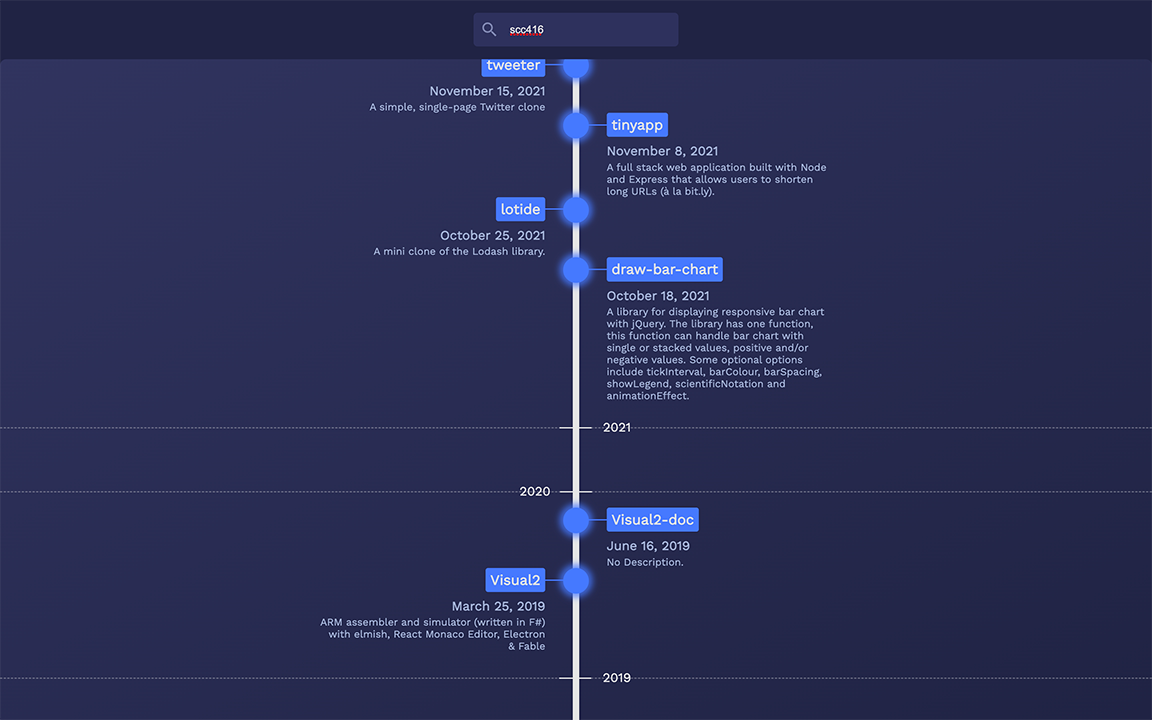 scc416
tweeter
November 15, 2021
A simple, single-page Twitter clone
tinyapp
November 8, 2021
A full stack web application built with Node
and Express that allows users to shorten
long URLs (à la bit.ly).
lotide
October 25, 2021
A mini clone of the Lodash library.
draw-bar-chart
October 18, 2021
A library for displaying responsive bar chart
with jQuery. The library has one function,
this function can handle bar chart with
single or stacked values, positive and/or
negative values. Some optional options
include tickInterval, barColour, barSpacing,
showLegend, scientificNotation and
animationEffect.
2021
2020
Visual2-doc
June 16, 2019
No Description.
Visual2
March 25, 2019
ARM assembler and simulator (written in F#)
with elmish, React Monaco Editor, Electron
& Fable
2019